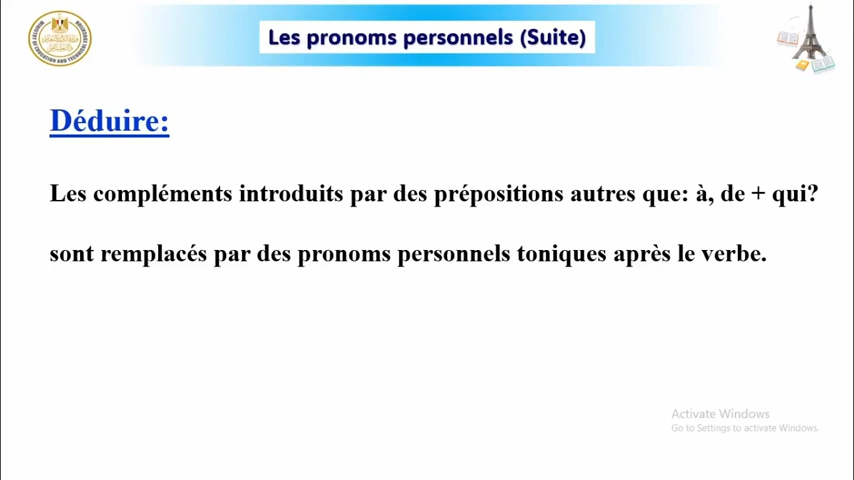 Les pronoms personnels (Suite)
Déduire:
Les compléments introduits par des prépositions autres que: à, de + qui?
sont remplacés par des pronoms personnels toniques après le verbe.
Activate Windows
Go to Settings to activate Windows.